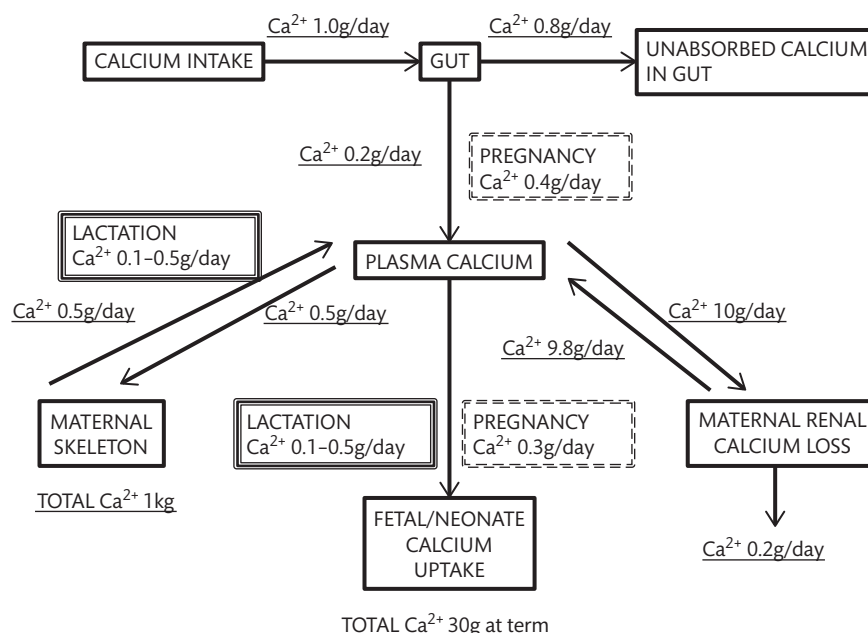 Ca²⁺ 1.0g/day
Ca²⁺ 0.8g/day
CALCIUM INTAKE
GUT
UNABSORBED CALCIUM
IN GUT
Ca²⁺ 0.2g/day
PREGNANCY
Ca²⁺ 0.4g/day
LACTATION
Ca²⁺ 0.1–0.5g/day
PLASMA CALCIUM
Ca²⁺ 0.5g/day
Ca²⁺ 0.5g/day
Ca²⁺ 10g/day
Ca²⁺ 9.8g/day
MATERNAL
SKELETON
LACTATION
Ca²⁺ 0.1–0.5g/day
PREGNANCY
Ca²⁺ 0.3g/day
MATERNAL RENAL
CALCIUM LOSS
TOTAL Ca²⁺ 1kg
FETAL/NEONATE
CALCIUM
UPTAKE
Ca²⁺ 0.2g/day
TOTAL Ca²⁺ 30g at term